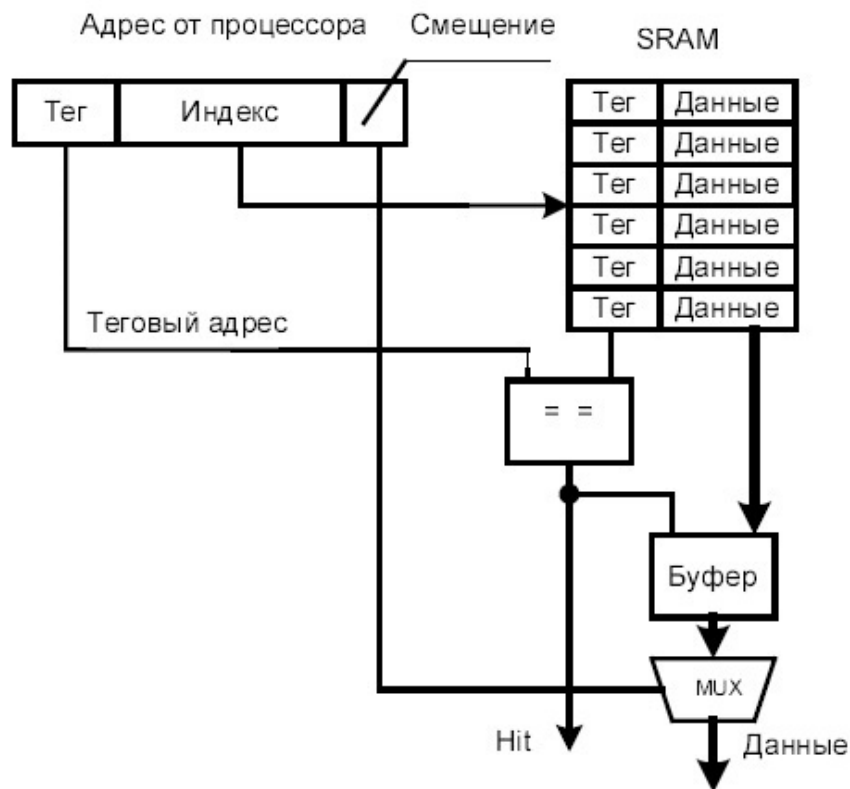 Адрес от процессора
Смещение
SRAM
Тег
Индекс
Тег Данные
Тег Данные
Тег Данные
Тег Данные
Тег Данные
Тег Данные
Теговый адрес
= =
Буфер
MUX
Hit
Данные